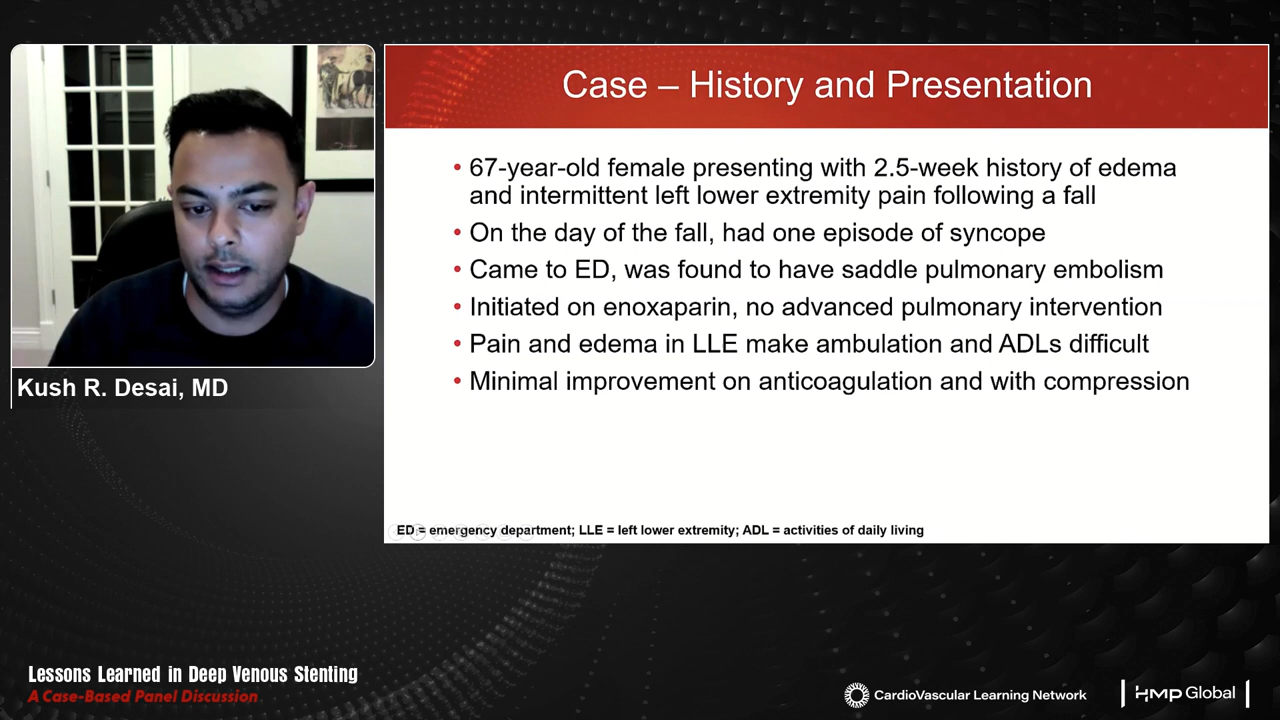 Case – History and Presentation
• 67-year-old female presenting with 2.5-week history of edema
and intermittent left lower extremity pain following a fall
• On the day of the fall, had one episode of syncope
• Came to ED, was found to have saddle pulmonary embolism
• Initiated on enoxaparin, no advanced pulmonary intervention
• Pain and edema in LLE make ambulation and ADLs difficult
• Minimal improvement on anticoagulation and with compression
ED = emergency department; LLE = left lower extremity; ADL = activities of daily living
Kush R. Desai, MD
Lessons Learned in Deep Venous Stenting
A Case-Based Panel Discussion
CardioVascular Learning Network
HMP Global